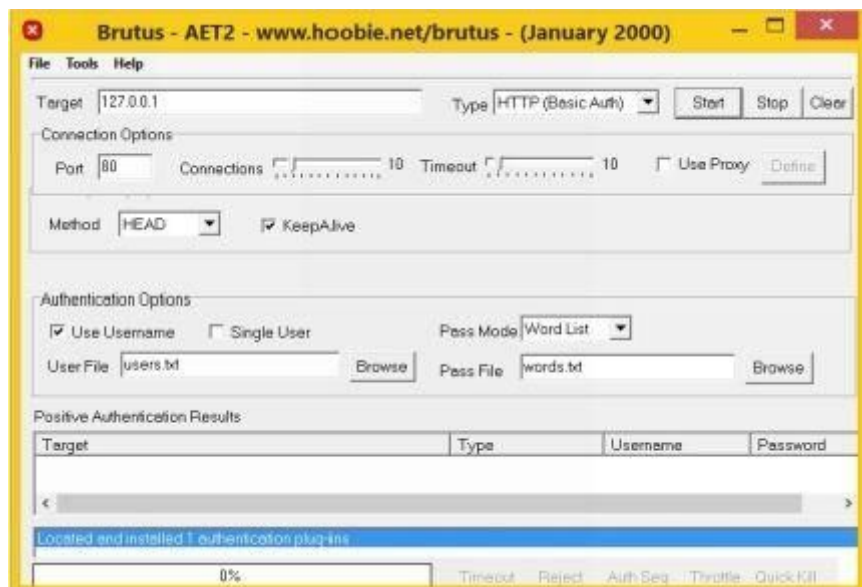 Brutus - AET2 - www.hoobie.net/brutus - (January 2000)
File Tools Help
Target 127.0.0.1 Type HTTP (Basic Auth) Start Stop Clear
Connection Options
Port 80 Connections 10 Timeout 10 Use Proxy Define
Method HEAD KeepAlive
Authentication Options
Use Username Single User Pass Mode Word List
User File users.txt Browse Pass File words.txt Browse
Positive Authentication Results
Target Type Username Password
Located and installed 1 authentication plug-ins
0% Timeout Reject Auth Seq Throttle Quick Kill